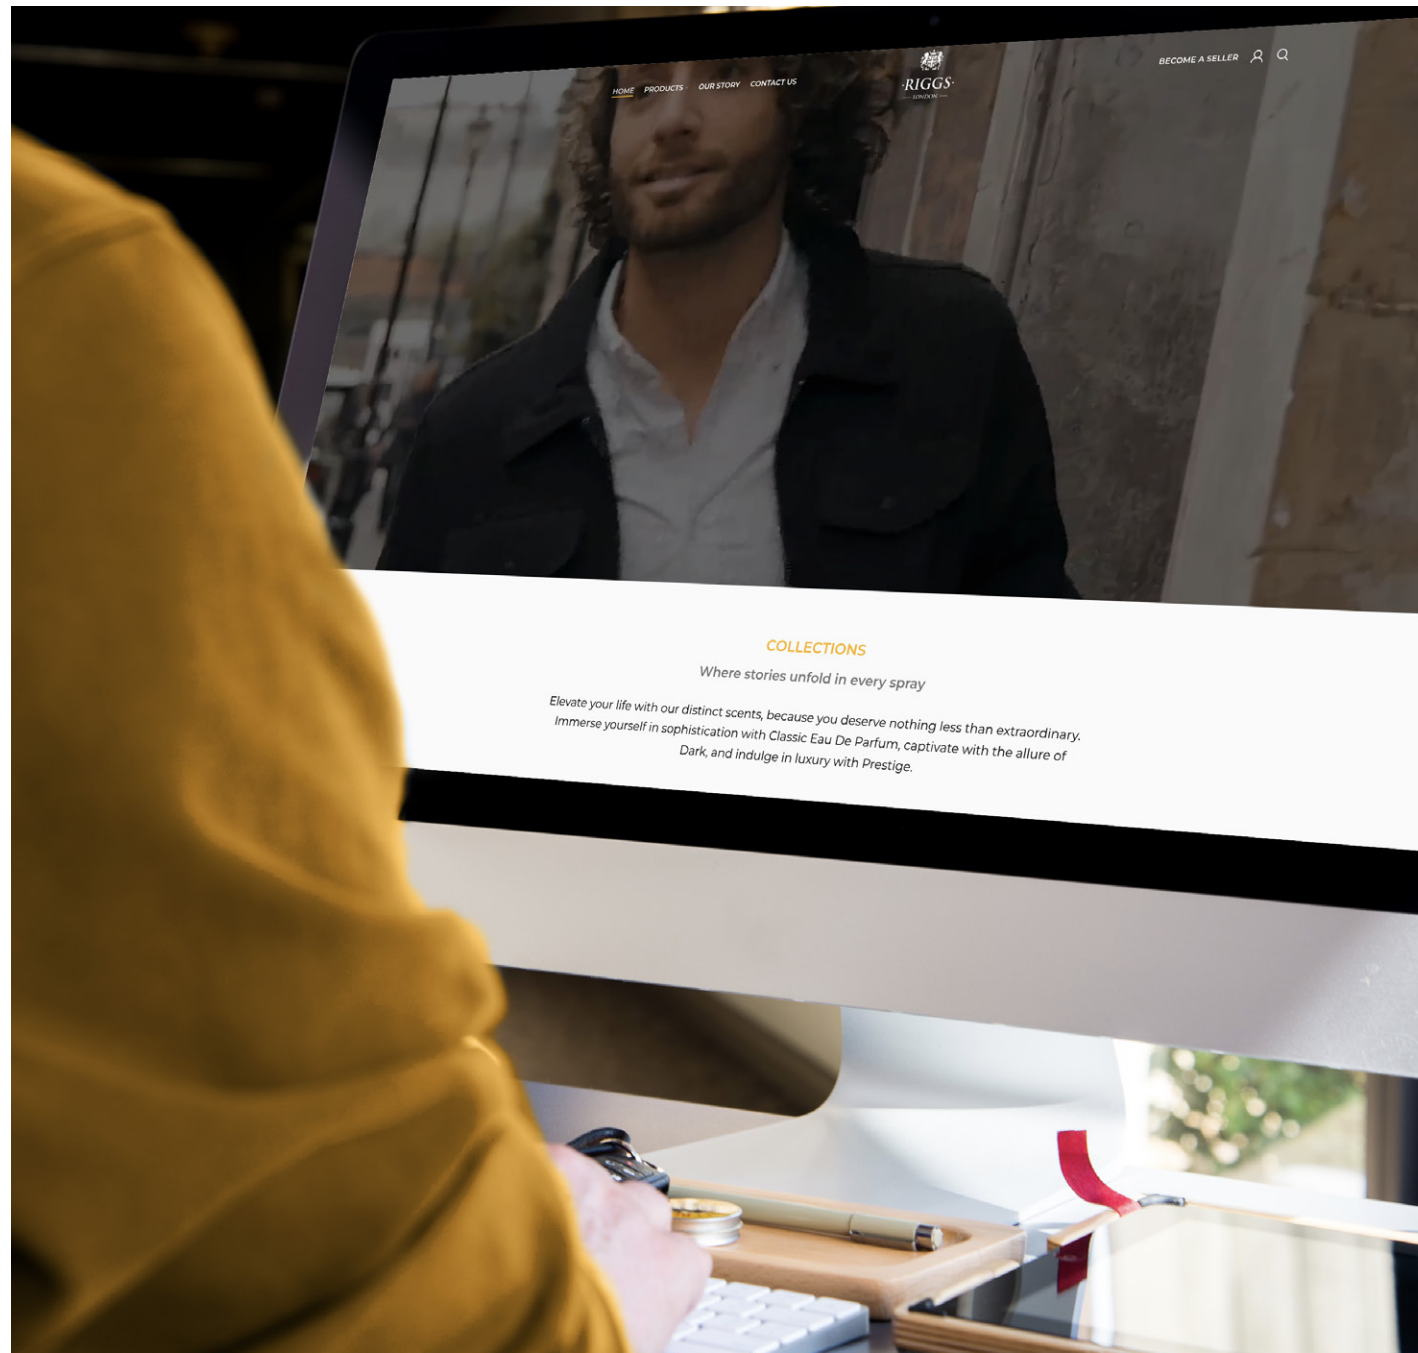 HOME PRODUCTS OUR STORY CONTACT US
·RIGGS·
LONDON
BECOME A SELLER
COLLECTIONS
Where stories unfold in every spray
Elevate your life with our distinct scents, because you deserve nothing less than extraordinary.
Immerse yourself in sophistication with Classic Eau De Parfum, captivate with the allure of
Dark, and indulge in luxury with Prestige.